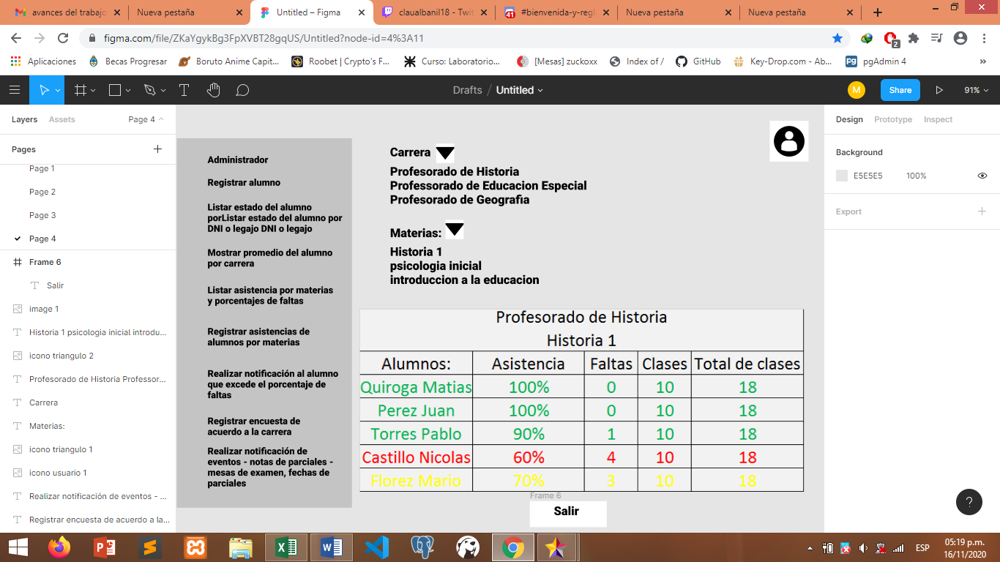 avances del trabajo
Nueva pestaña
Untitled – Figma
claualbanil18 - Twit
41
#bienvenida-y-regl
Nueva pestaña
Nueva pestaña
figma.com/file/ZKaYgykBg3FpXVBT28gqUS/Untitled?node-id=4%3A11
2
Aplicaciones
Becas Progresar
Boruto Anime Capit...
Roobet | Crypto's F...
Curso: Laboratorio...
[Mesas] zuckoxx
Index of /
GitHub
Key-Drop.com - Ab...
pgAdmin 4
»
Drafts / Untitled
M
Share
91%
Layers
Assets
Page 4
Pages
Page 1
Page 2
Page 3
Page 4
Frame 6
Salir
image 1
Historia 1 psicologia inicial introdu...
icono triangulo 2
Profesorado de Historia Professor...
Carrera
Materias:
icono triangulo 1
icono usuario 1
Realizar notificación de eventos - ...
Registrar encuesta de acuerdo a la...
Administrador
Registrar alumno
Listar estado del alumno
porListar estado del alumno por
DNI o legajo DNI o legajo
Mostrar promedio del alumno
por carrera
Listar asistencia por materias
y porcentajes de faltas
Registrar asistencias de
alumnos por materias
Realizar notificación al alumno
que excede el porcentaje de
faltas
Registrar encuesta de
acuerdo a la carrera
Realizar notificación de
eventos - notas de parciales -
mesas de examen, fechas de
parciales
Carrera
Profesorado de Historia
Professorado de Educacion Especial
Profesorado de Geografia
Materias:
Historia 1
psicologia inicial
introduccion a la educacion
Profesorado de Historia
Historia 1
Alumnos: Asistencia Faltas Clases Total de clases
Quiroga Matias 100% 0 10 18
Perez Juan 100% 0 10 18
Torres Pablo 90% 1 10 18
Castillo Nicolas 60% 4 10 18
Florez Mario 70% 3 10 18
Frame 6
Salir
Design
Prototype
Inspect
Background
E5E5E5
100%
Export
?
ESP
05:19 p.m.
16/11/2020